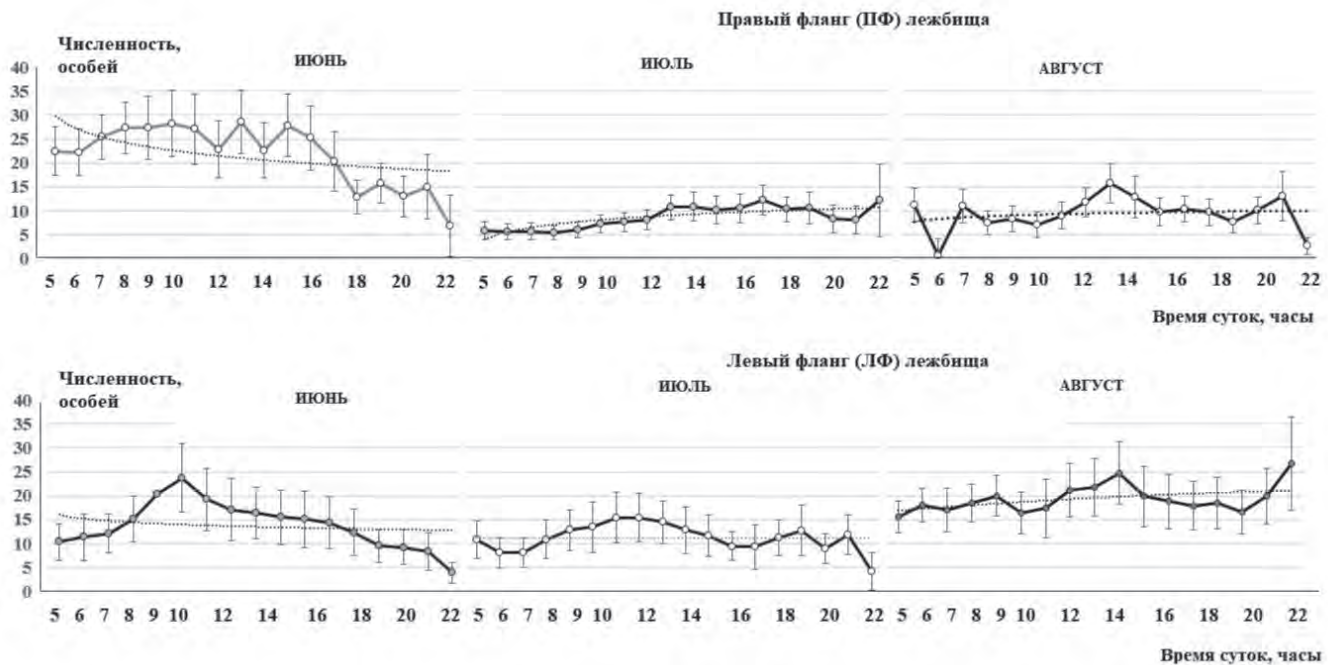 Правый фланг (ПФ) лежбища
Численность,
особей
ИЮНЬ
ИЮЛЬ
АВГУСТ
40
35
30
25
20
15
10
5
0
5 6 7 8 9 10 12 14 16 18 20 22
5 6 7 8 9 10 12 14 16 18 20 22
5 6 7 8 9 10 12 14 16 18 20 22
Время суток, часы
Левый фланг (ЛФ) лежбища
Численность,
особей
ИЮНЬ
ИЮЛЬ
АВГУСТ
40
35
30
25
20
15
10
5
0
5 6 7 8 9 10 12 14 16 18 20 22
5 6 7 8 9 10 12 14 16 18 20 22
5 6 7 8 9 10 12 14 16 18 20 22
Время суток, часы